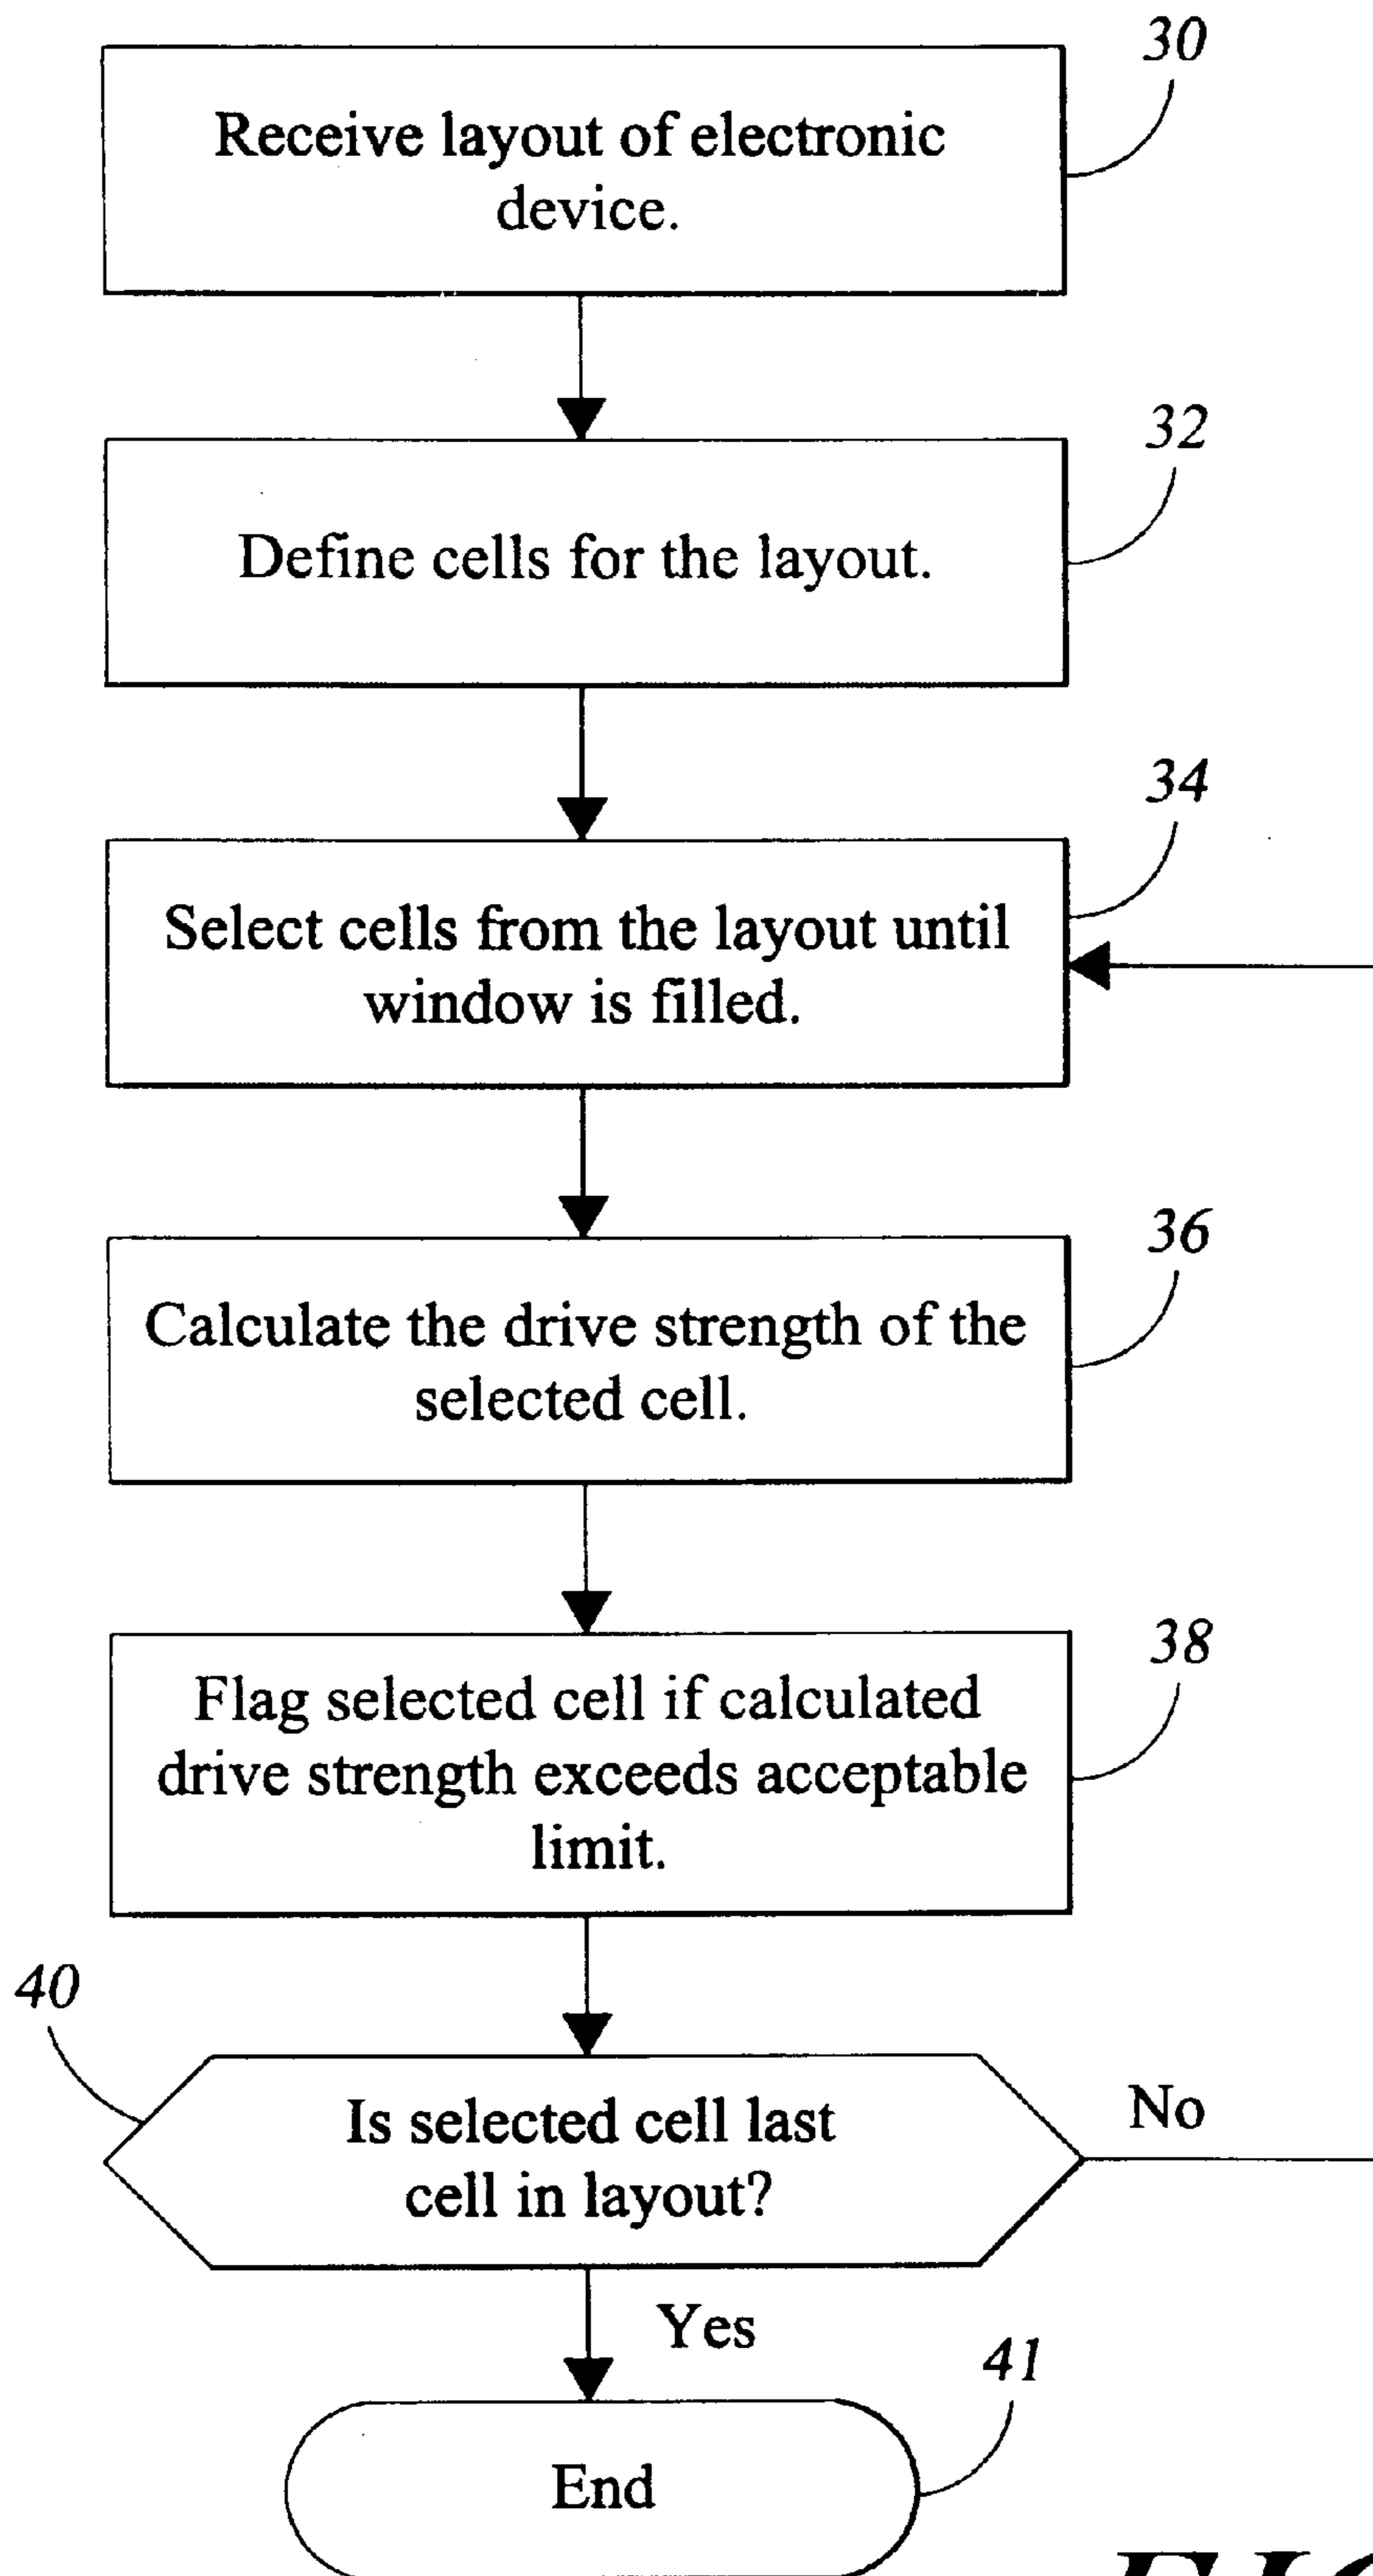 30
Receive layout of electronic
device.
32
Define cells for the layout.
34
Select cells from the layout until
window is filled.
36
Calculate the drive strength of the
selected cell.
38
Flag selected cell if calculated
drive strength exceeds acceptable
limit.
40
Is selected cell last
cell in layout?
No
Yes
41
End